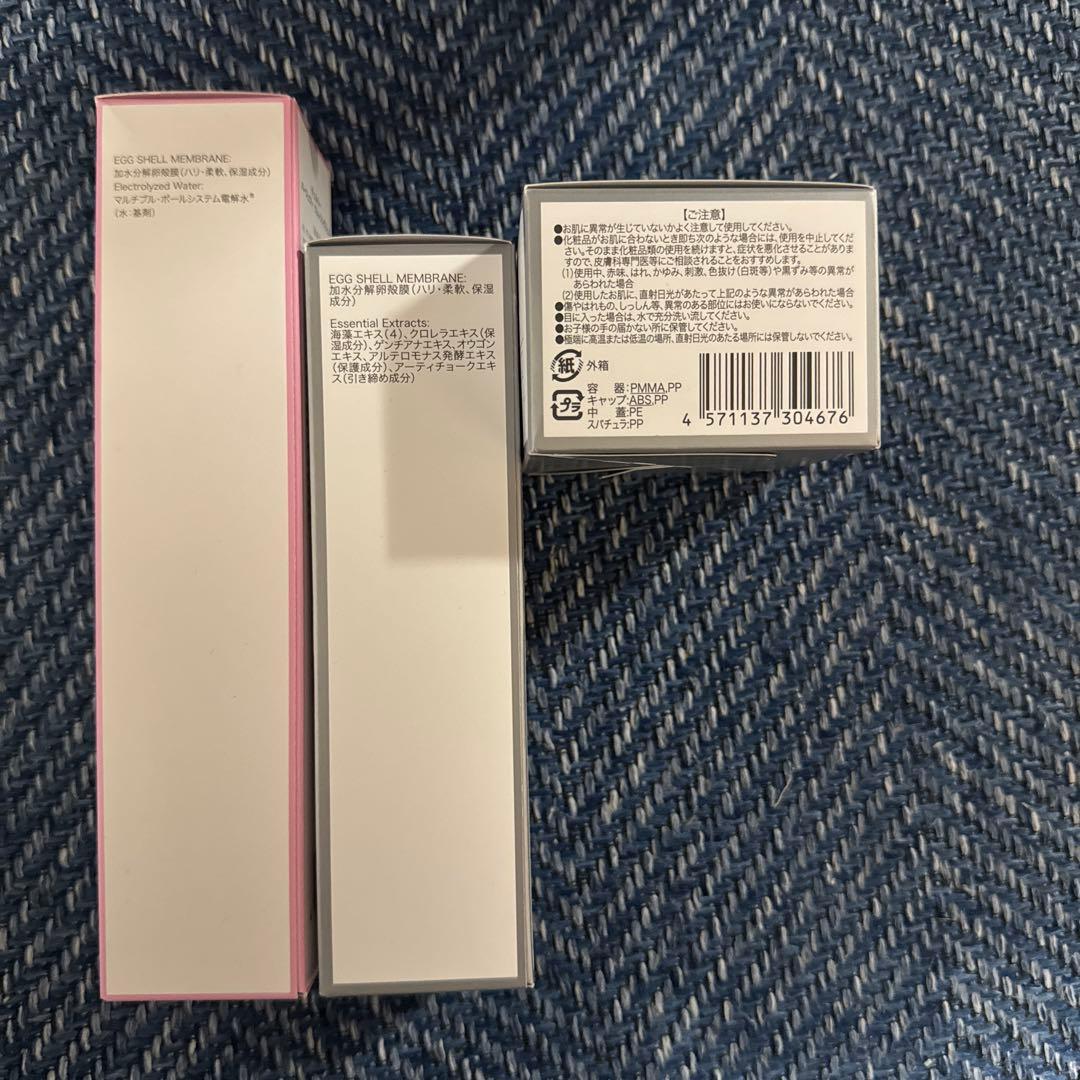 EGG SHELL MEMBRANE:
加水分解卵殻膜(ハリ・柔軟、保湿成分)
Electrolyzed Water:
マルチプル・ポールシステム電解水®
(水:基剤)
EGG SHELL MEMBRANE:
加水分解卵殻膜(ハリ・柔軟、保湿
成分)
Essential Extracts:
海藻エキス(4)、クロレラエキス(保
湿成分)、ゲンチアナエキス、オウゴン
エキス、アルテロモナス発酵エキス
(保護成分)、アーティチョークエキ
ス(引き締め成分)
【ご注意】
●お肌に異常が生じていないかよく注意して使用してください。
●化粧品がお肌に合わないとき即ち次のような場合には、使用を中止してくだ
さい。そのまま化粧品類の使用を続けますと、症状を悪化させることがありま
すので、皮膚科専門医等にご相談されることをおすすめします。
(1)使用中、赤味、はれ、かゆみ、刺激、色抜け(白斑等)や黒ずみ等の異常が
あらわれた場合
(2)使用したお肌に、直射日光があたって上記のような異常があらわれた場合
●傷やはれもの、しっしん等、異常のある部位にはお使いにならないでください。
●目に入った場合は、水で充分洗い流してください。
●お子様の手の届かない所に保管してください。
●極端に高温または低温の場所、直射日光のあたる場所には保管しないでください。
紙 外箱
プラ
容 器:PMMA,PP
キャップ:ABS,PP
中 蓋:PE
スパチュラ:PP
4 571137 304676